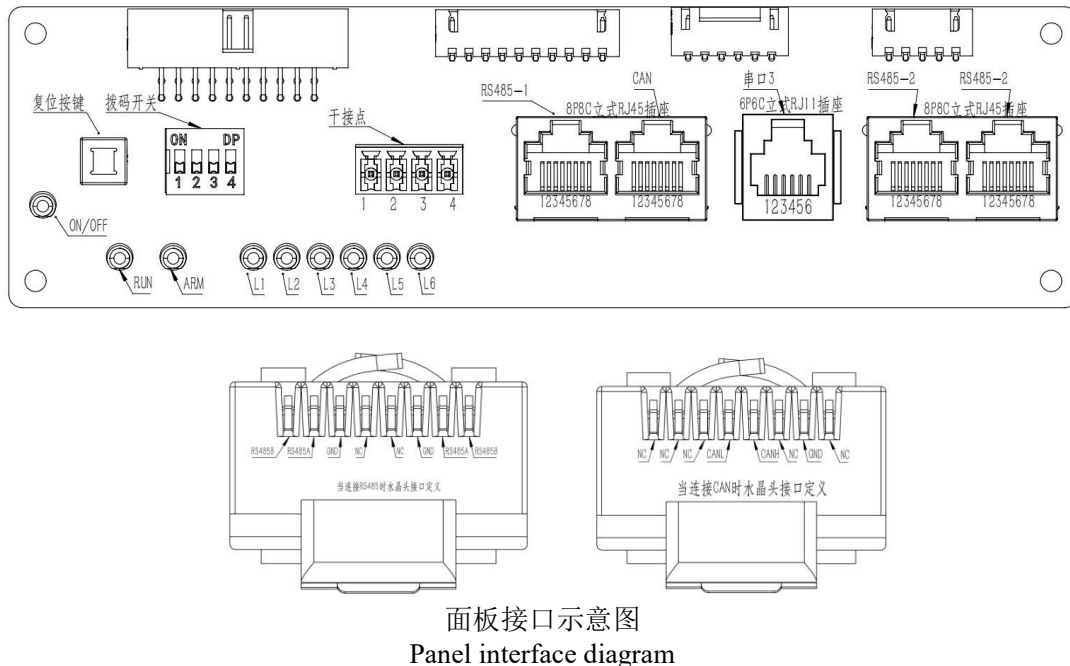 RS485-1
CAN
串口3
RS485-2
RS485-2
复位按键
拨码开关
干接点
8P8C立式RJ45插座
6P6C立式RJ11插座
8P8C立式RJ45插座
ON DP
1 2 3 4
1 2 3 4
12345678
12345678
123456
12345678
12345678
ON/OFF
RUN
ARM
L1
L2
L3
L4
L5
L6
RS485B RS485A GND NC NC GND RS485A RS485B
当连接RS485时水晶头接口定义
NC NC NC CANL CANH NC GND NC
当连接CAN时水晶头接口定义
面板接口示意图
Panel interface diagram